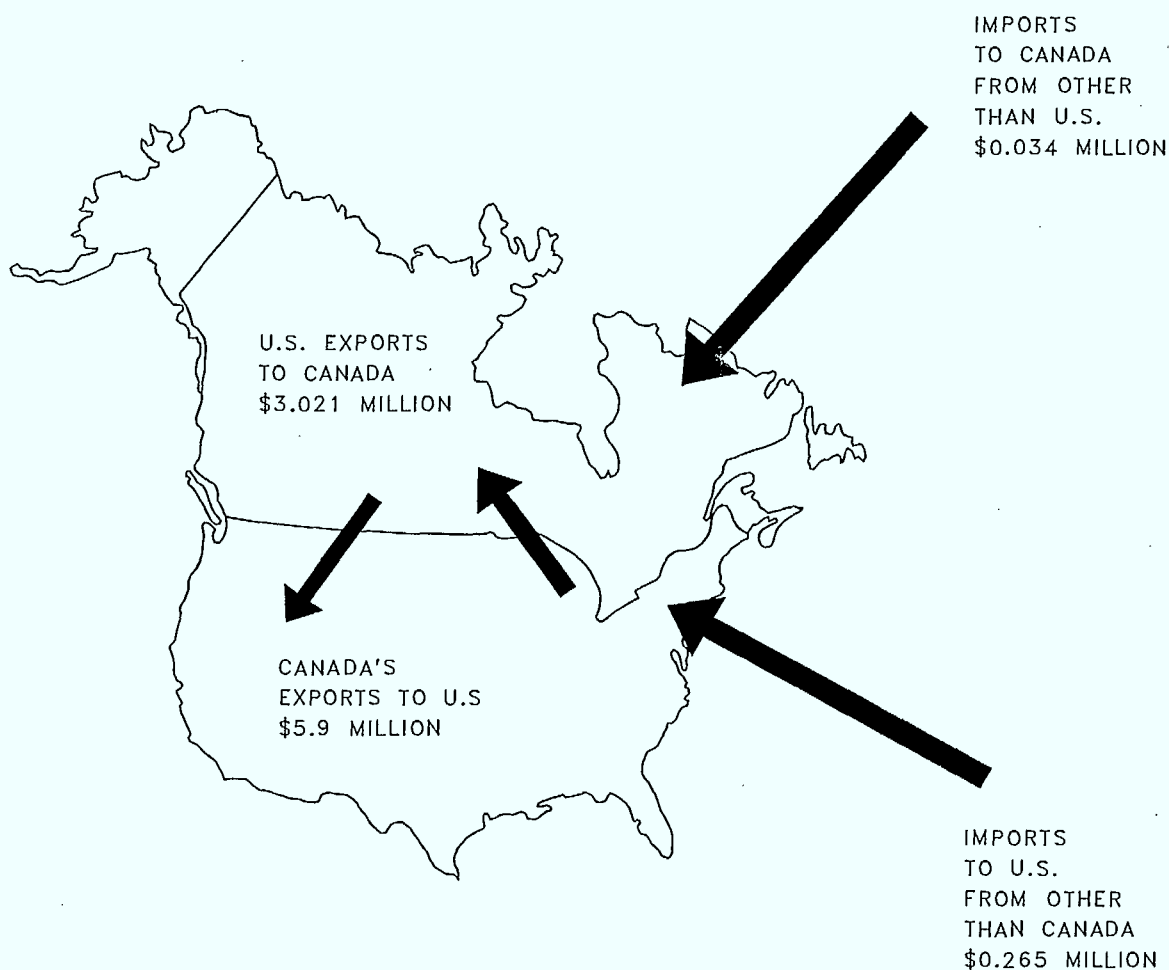 IMPORTS
TO CANADA
FROM OTHER
THAN U.S.
$0.034 MILLION
U.S. EXPORTS
TO CANADA
$3.021 MILLION
CANADA'S
EXPORTS TO U.S
$5.9 MILLION
IMPORTS
TO U.S.
FROM OTHER
THAN CANADA
$0.265 MILLION